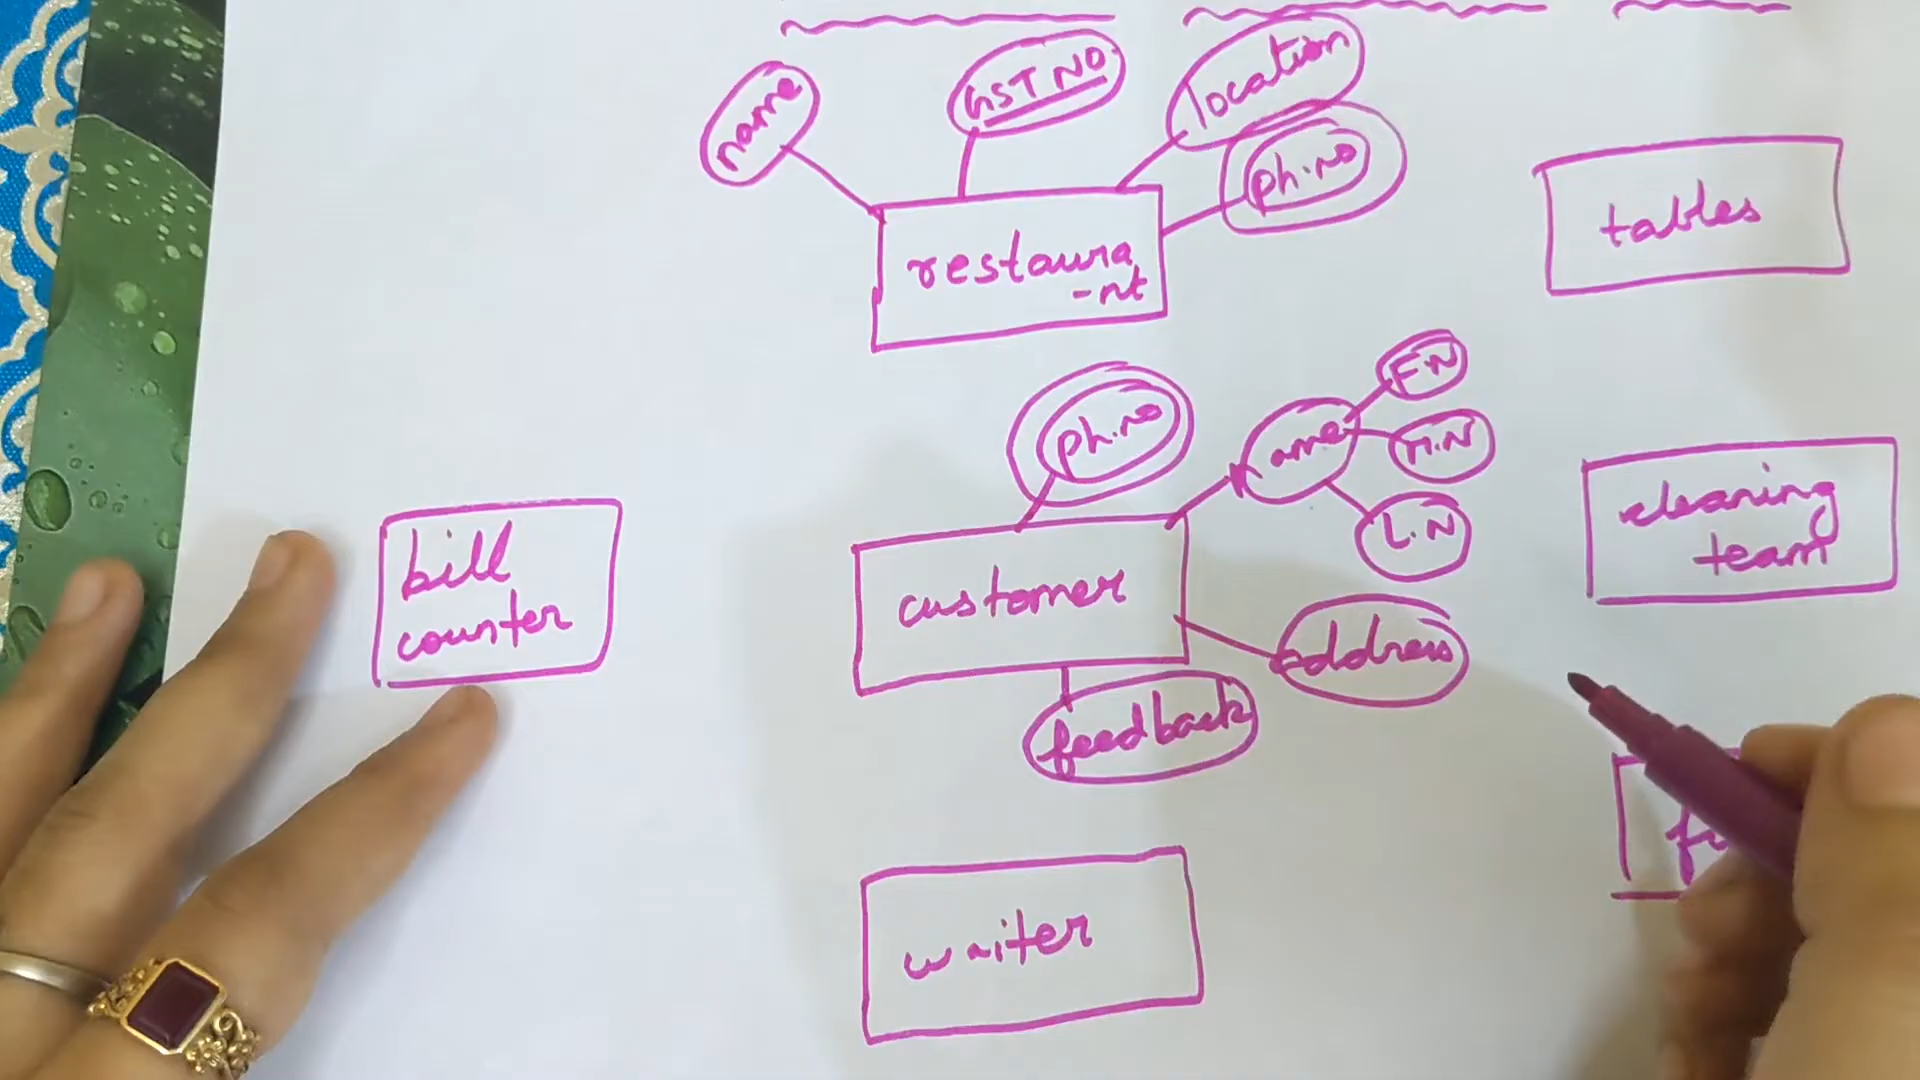 name
GST NO
location
ph.no
restaura
-nt
tables
ph.no
name
F.N
M.N
L.N
customer
address
feedback
cleaning
team
bill
counter
waiter